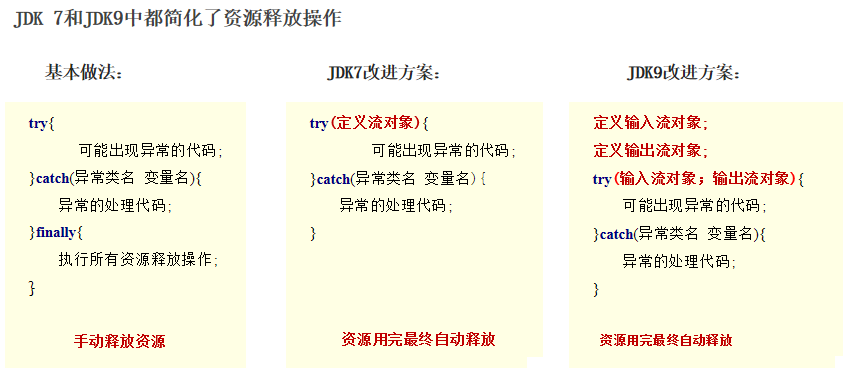 JDK 7和JDK9中都简化了资源释放操作
基本做法：
try{
可能出现异常的代码;
}catch(异常类名 变量名){
异常的处理代码;
}finally{
执行所有资源释放操作;
}
手动释放资源
JDK7改进方案：
try(定义流对象){
可能出现异常的代码;
}catch(异常类名 变量名){
异常的处理代码;
}
资源用完最终自动释放
JDK9改进方案：
定义输入流对象;
定义输出流对象;
try(输入流对象；输出流对象){
可能出现异常的代码;
}catch(异常类名 变量名){
异常的处理代码;
}
资源用完最终自动释放